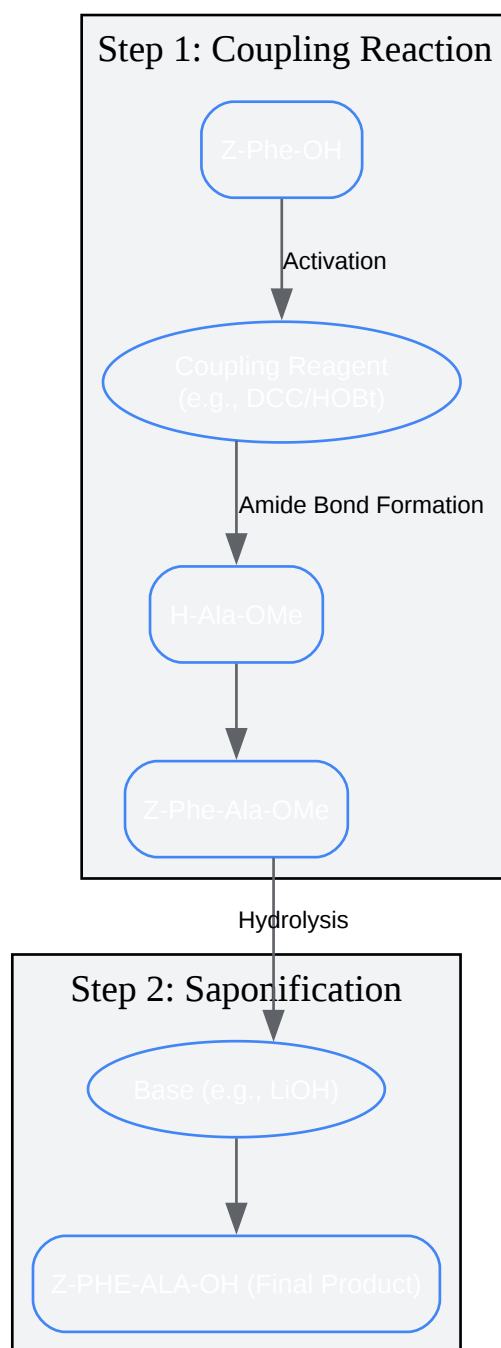 Step 1: Coupling Reaction
Z-Phe-OH
Activation
Coupling Reagent
(e.g., DCC/HOBt)
Amide Bond Formation
H-Ala-OMe
Z-Phe-Ala-OMe
Hydrolysis
Step 2: Saponification
Base (e.g., LiOH)
Z-PHE-ALA-OH (Final Product)